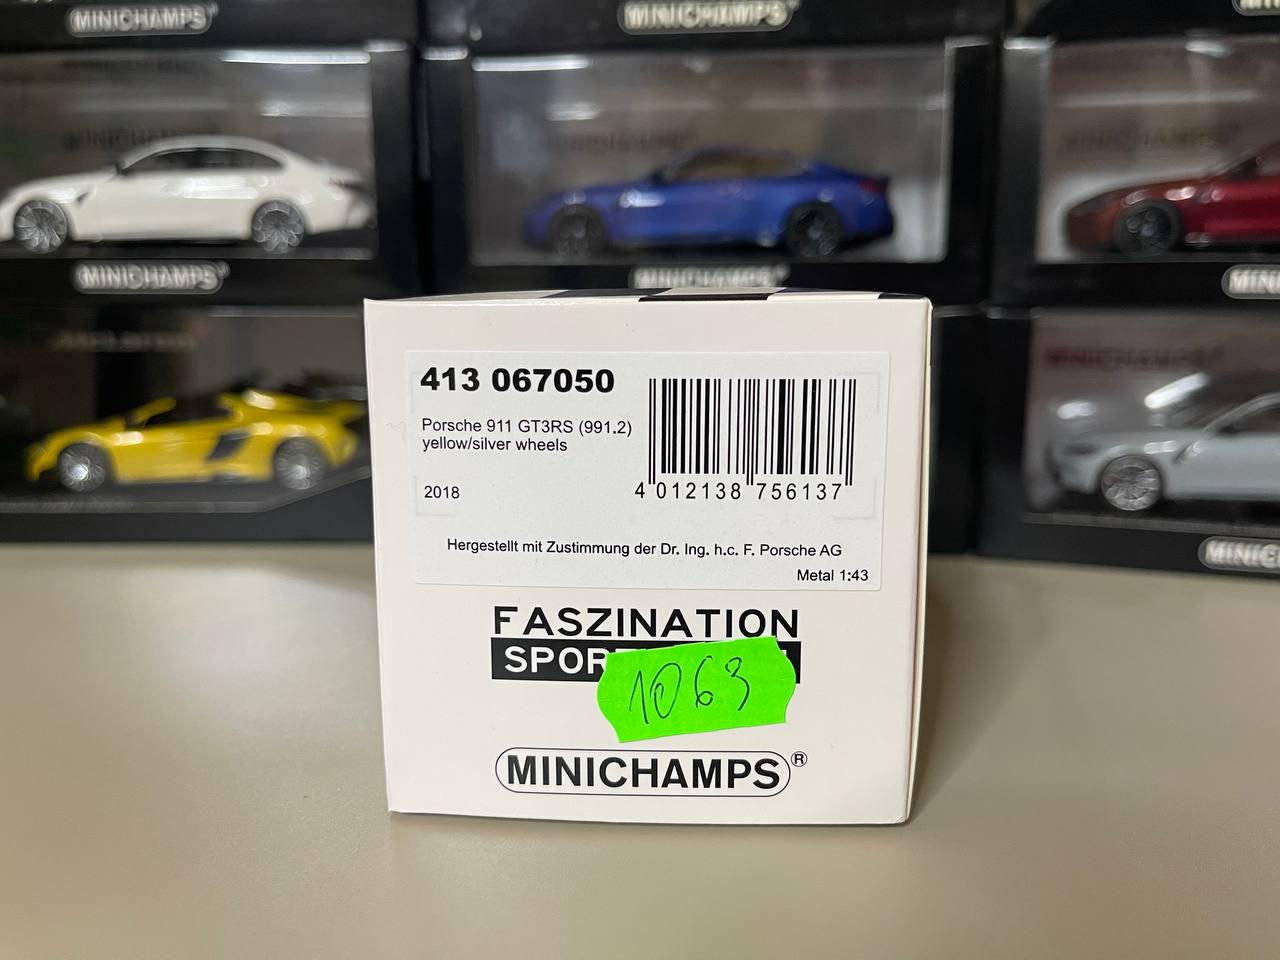 MINICHAMPS
MINICHAMPS
MINICHAMPS
MINICHAMPS
MINICHAMPS
413 067050
Porsche 911 GT3RS (991.2)
yellow/silver wheels
2018
4 012138 756137
Hergestellt mit Zustimmung der Dr. Ing. h.c. F. Porsche AG
Metal 1:43
FASZINATION
1063
MINICHAMPS®